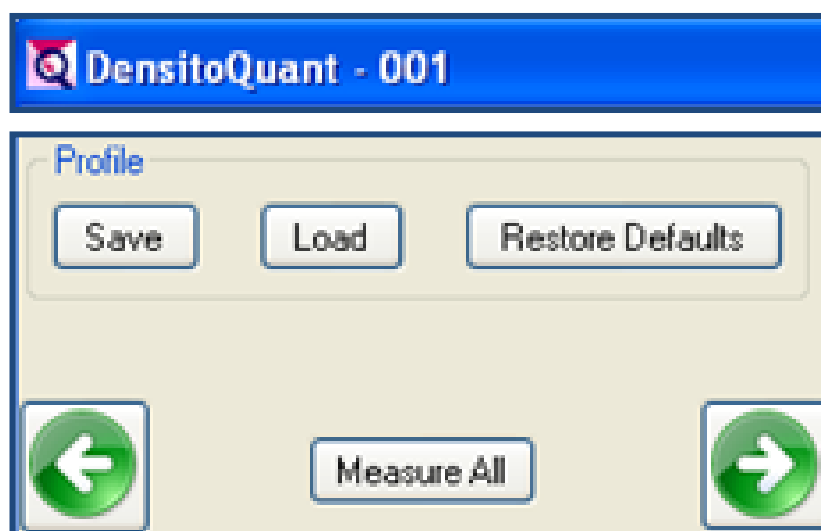 DensitoQuant - 001
Profile
Save Load Restore Defaults
Measure All